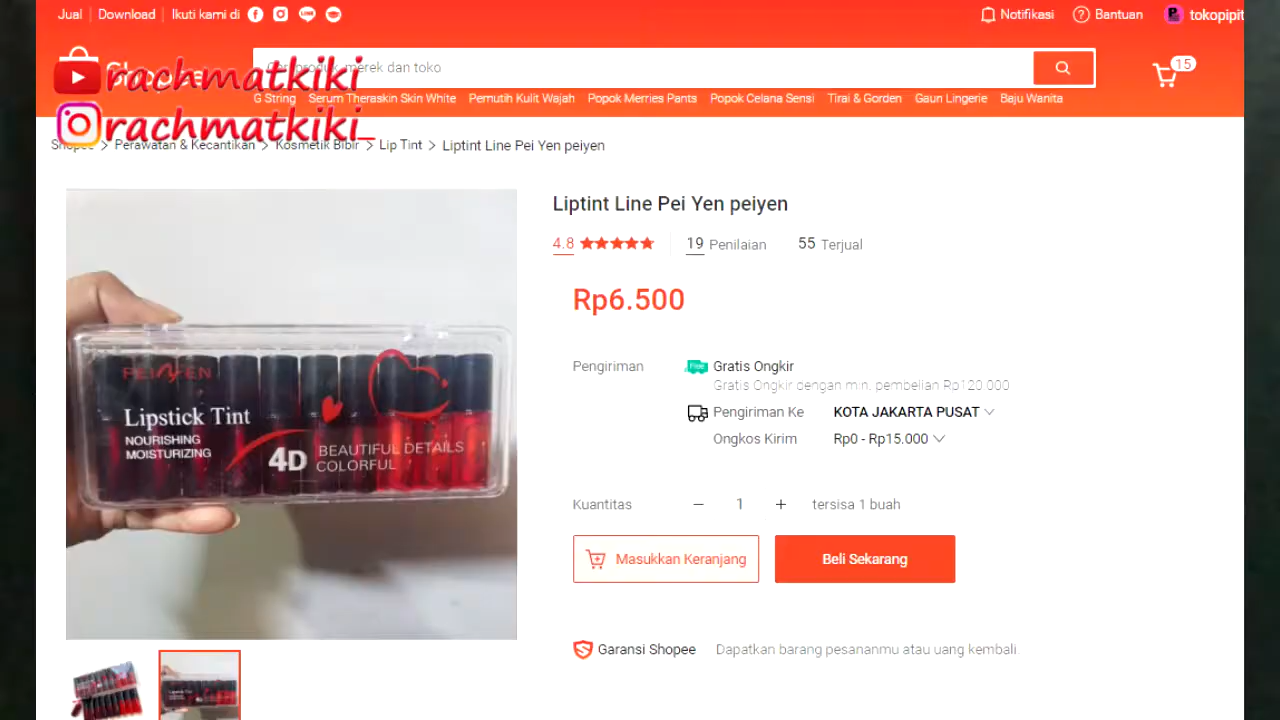 Jual Download Ikuti kami di
Notifikasi Bantuan tokopipit
rachmatkiki
merek dan toko
15
G String Serum Theraskin Skin White Pemutih Kulit Wajah Popok Merries Pants Popok Celana Sensi Tirai & Gorden Gaun Lingerie Baju Wanita
rachmatkiki_
Shopee > Perawatan & Kecantikan > Kosmetik Bibir > Lip Tint > Liptint Line Pei Yen peiyen
Liptint Line Pei Yen peiyen
4.8 19 Penilaian 55 Terjual
Rp6.500
Pengiriman Free Gratis Ongkir
Gratis Ongkir dengan min. pembelian Rp120.000
Pengiriman Ke KOTA JAKARTA PUSAT
Ongkos Kirim Rp0 - Rp15.000
Kuantitas − 1 + tersisa 1 buah
Masukkan Keranjang Beli Sekarang
Garansi Shopee Dapatkan barang pesananmu atau uang kembali.
PEIYEN
Lipstick Tint
NOURISHING
MOISTURIZING
4D
BEAUTIFUL DETAILS
COLORFUL